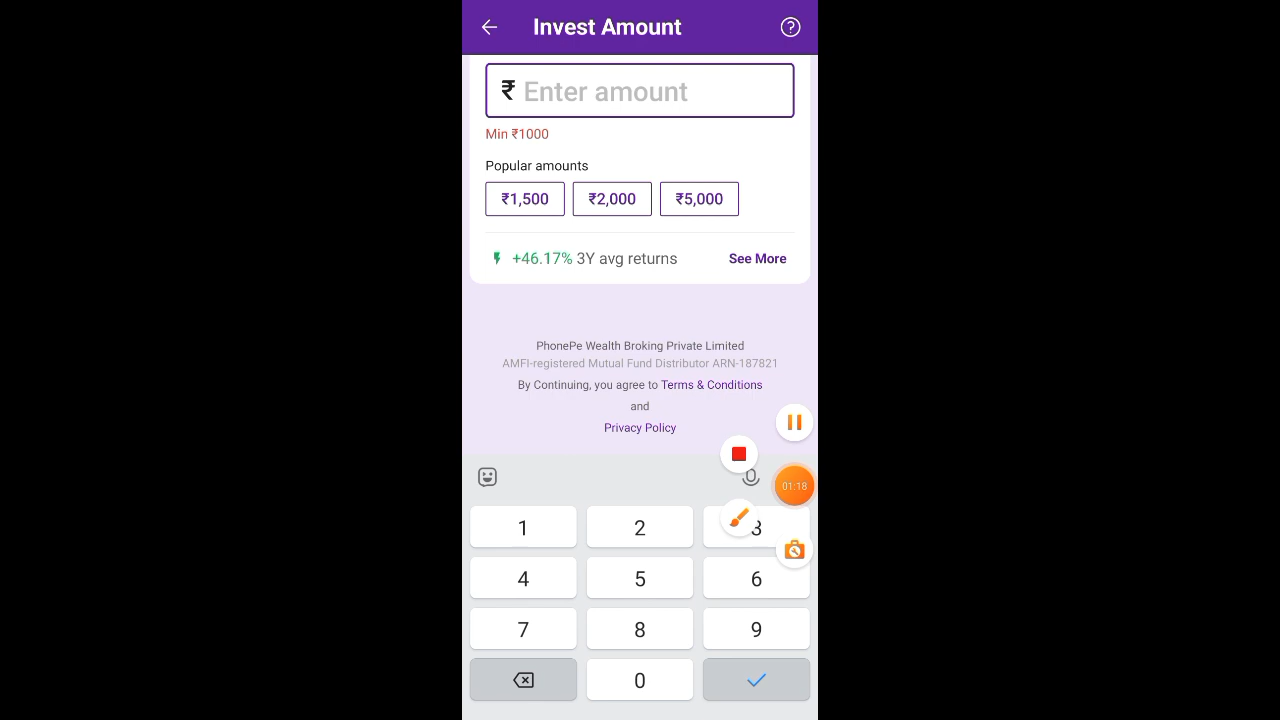 Invest Amount
₹ Enter amount
Min ₹1000
Popular amounts
₹1,500 ₹2,000 ₹5,000
+46.17% 3Y avg returns See More
PhonePe Wealth Broking Private Limited
AMFI-registered Mutual Fund Distributor ARN-187821
By Continuing, you agree to Terms & Conditions
and
Privacy Policy
01:18
1 2 3
4 5 6
7 8 9
0